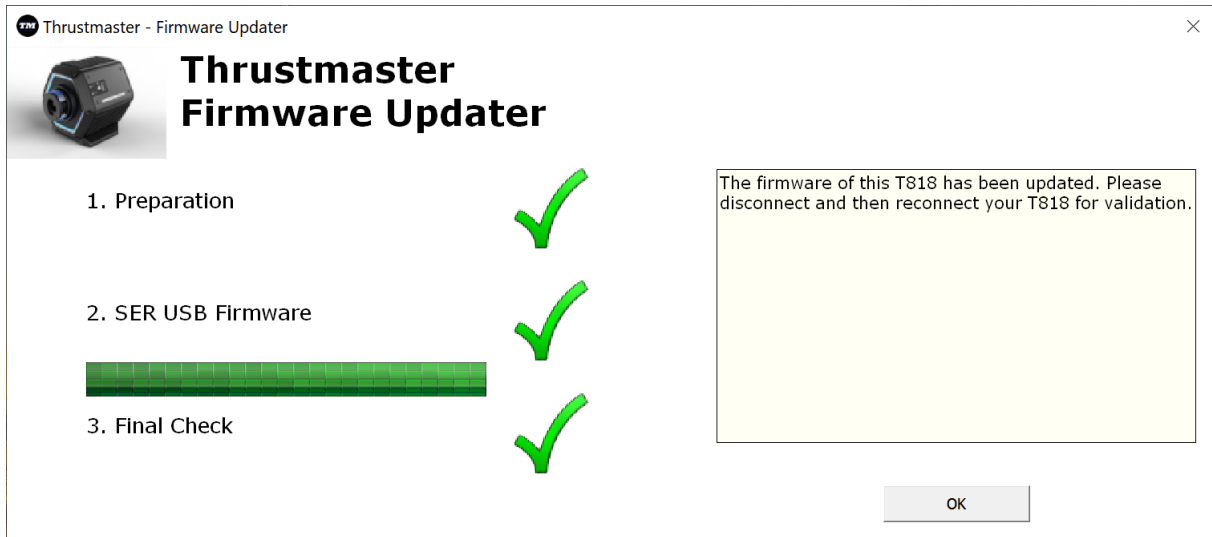 TM Thrustmaster - Firmware Updater
Thrustmaster
Firmware Updater
1. Preparation
2. SER USB Firmware
3. Final Check
The firmware of this T818 has been updated. Please
disconnect and then reconnect your T818 for validation.
OK